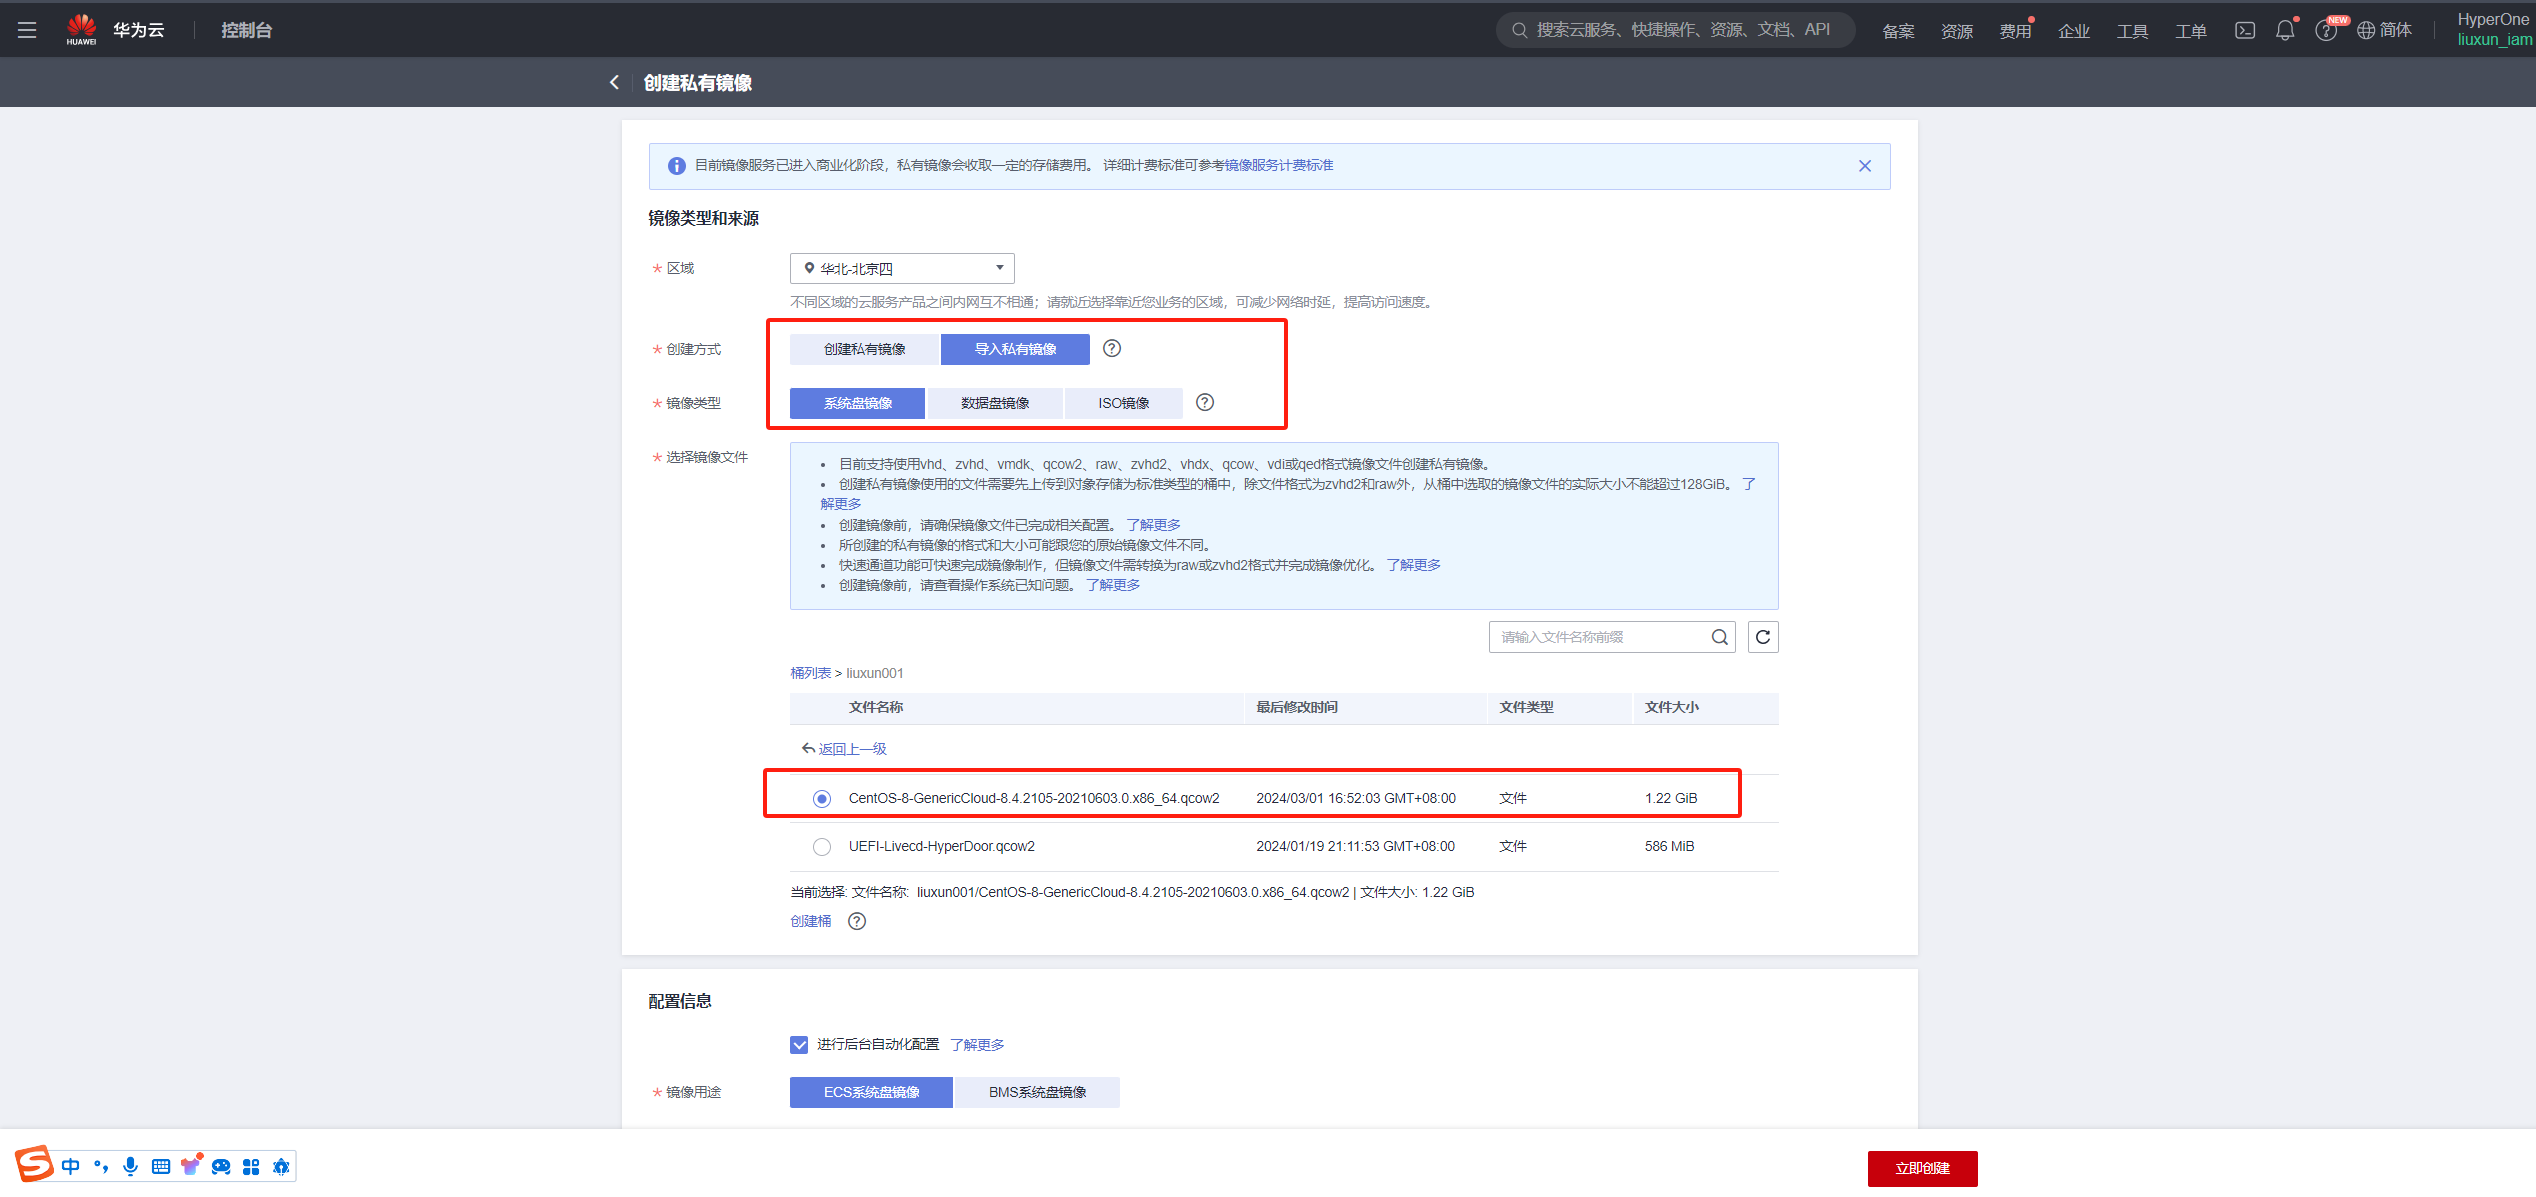 HUAWEI 华为云 控制台 搜索云服务、快捷操作、资源、文档、API 备案 资源 费用 企业 工具 工单 NEW 简体 HyperOne
liuxun_iam
创建私有镜像
目前镜像服务已进入商业化阶段，私有镜像会收取一定的存储费用。 详细计费标准可参考镜像服务计费标准
镜像类型和来源
* 区域 华北-北京四
不同区域的云服务产品之间内网互不相通；请就近选择靠近您业务的区域，可减少网络时延，提高访问速度。
* 创建方式 创建私有镜像 导入私有镜像
* 镜像类型 系统盘镜像 数据盘镜像 ISO镜像
* 选择镜像文件
• 目前支持使用vhd、zvhd、vmdk、qcow2、raw、zvhd2、vhdx、qcow、vdi或qed格式镜像文件创建私有镜像。
• 创建私有镜像使用的文件需要先上传到对象存储为标准类型的桶中，除文件格式为zvhd2和raw外，从桶中选取的镜像文件的实际大小不能超过128GiB。 了
解更多
• 创建镜像前，请确保镜像文件已完成相关配置。 了解更多
• 所创建的私有镜像的格式和大小可能跟您的原始镜像文件不同。
• 快速通道功能可快速完成镜像制作，但镜像文件需转换为raw或zvhd2格式并完成镜像优化。 了解更多
• 创建镜像前，请查看操作系统已知问题。 了解更多
请输入文件名称前缀
桶列表 > liuxun001
文件名称 最后修改时间 文件类型 文件大小
返回上一级
CentOS-8-GenericCloud-8.4.2105-20210603.0.x86_64.qcow2 2024/03/01 16:52:03 GMT+08:00 文件 1.22 GiB
UEFI-Livecd-HyperDoor.qcow2 2024/01/19 21:11:53 GMT+08:00 文件 586 MiB
当前选择: 文件名称: liuxun001/CentOS-8-GenericCloud-8.4.2105-20210603.0.x86_64.qcow2 | 文件大小: 1.22 GiB
创建桶
配置信息
进行后台自动化配置 了解更多
* 镜像用途 ECS系统盘镜像 BMS系统盘镜像
S 中
立即创建